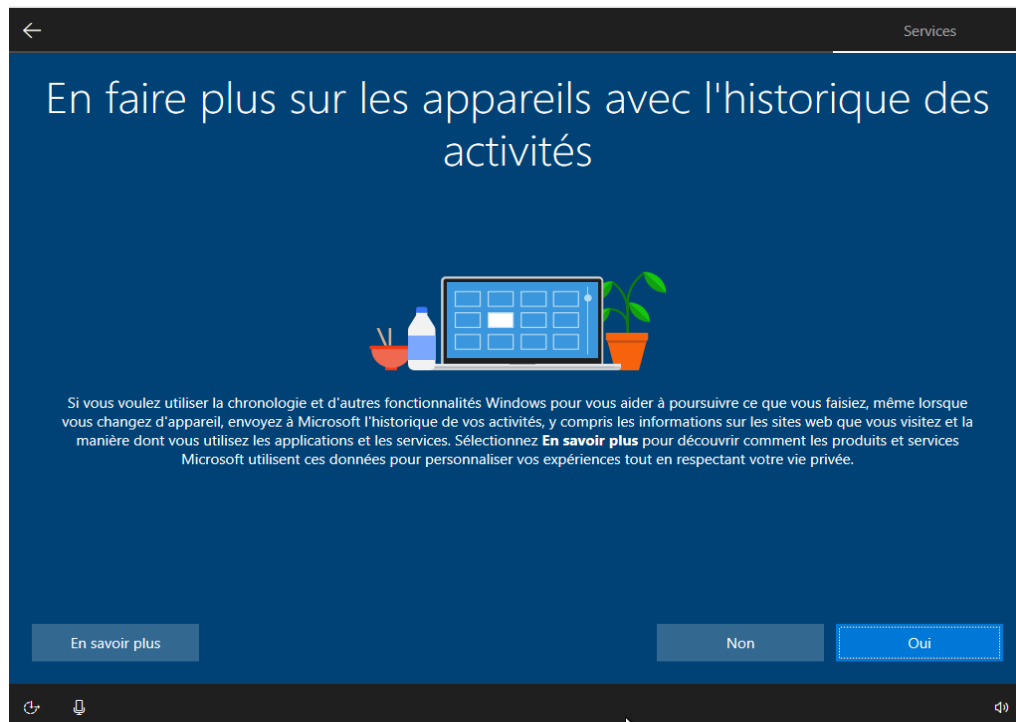 Services
En faire plus sur les appareils avec l'historique des
activités
Si vous voulez utiliser la chronologie et d'autres fonctionnalités Windows pour vous aider à poursuivre ce que vous faisiez, même lorsque
vous changez d'appareil, envoyez à Microsoft l'historique de vos activités, y compris les informations sur les sites web que vous visitez et la
manière dont vous utilisez les applications et les services. Sélectionnez En savoir plus pour découvrir comment les produits et services
Microsoft utilisent ces données pour personnaliser vos expériences tout en respectant votre vie privée.
En savoir plus
Non
Oui